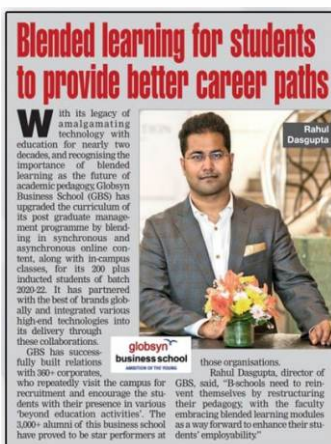 Blended learning for students
to provide better career paths
With its legacy of
amalgamating
technology with
education for nearly two
decades, and recognising the
importance of blended
learning as the future of
academic pedagogy, Globsyn
Business School (GBS) has
upgraded the curriculum of
its post graduate manage-
ment programme by blend-
ing in synchronous and
asynchronous online con-
tent, along with in-campus
classes, for its 200 plus
inducted students of batch
2020-22. It has partnered
with the best of brands glob-
ally and integrated various
high-end technologies into
its delivery through
these collaborations.
GBS has success-
fully built relations
with 360+ corporates,
who repeatedly visit the campus for
recruitment and encourage the stu-
dents with their presence in various
'beyond education activities'. The
3,000+ alumni of this business school
have proved to be star performers at
Rahul
Dasgupta
globsyn
business school
AMBITION OF THE YOUNG
those organisations.
Rahul Dasgupta, director of
GBS, said, "B-schools need to rein-
vent themselves by restructuring
their pedagogy, with the faculty
embracing blended learning modules
as a way forward to enhance their stu-
dents' employability."